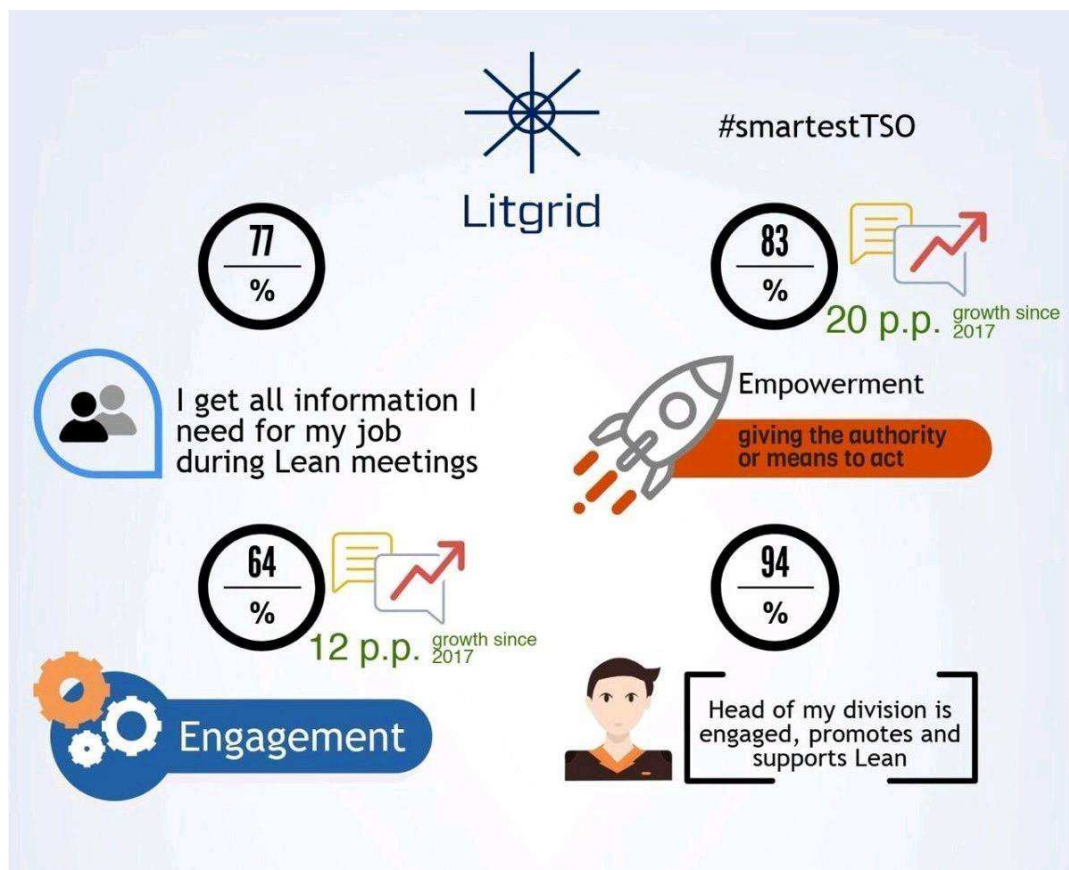 Litgrid
#smartestTSO
77
%
I get all information I
need for my job
during Lean meetings
83
%
20 p.p. growth since
2017
Empowerment
giving the authority
or means to act
64
%
12 p.p. growth since
2017
Engagement
94
%
Head of my division is
engaged, promotes and
supports Lean